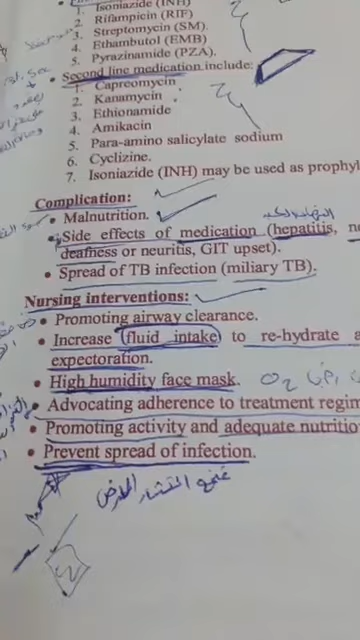 1. Isoniazide (INH)
2. Rifampicin (RIF)
3. Streptomycin (SM).
4. Ethambutol (EMB)
5. Pyrazinamide (PZA).
• Second line medication include:
1. Capreomycin
2. Kanamycin
3. Ethionamide
4. Amikacin
5. Para-amino salicylate sodium
6. Cyclizine.
7. Isoniazide (INH) may be used as prophyl
Complication:
• Malnutrition.
• Side effects of medication (hepatitis,
deafness or neuritis, GIT upset).
• Spread of TB infection (miliary TB).
Nursing interventions:
• Promoting airway clearance.
• Increase (fluid intake) to re-hydrate
expectoration.
• High humidity face mask. O₂
• Advocating adherence to treatment regim
• Promoting activity and adequate nutritio
• Prevent spread of infection.